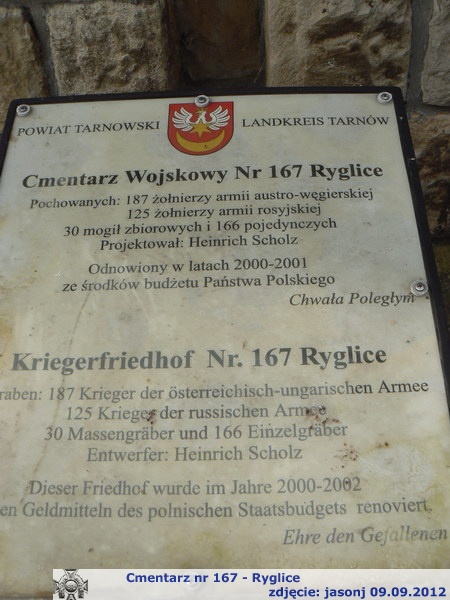 POWIAT TARNOWSKI LANDKREIS TARNÓW
Cmentarz Wojskowy Nr 167 Ryglice
Pochowanych: 187 żołnierzy armii austro-węgierskiej
125 żołnierzy armii rosyjskiej
30 mogił zbiorowych i 166 pojedynczych
Projektował: Heinrich Scholz
Odnowiony w latach 2000-2001
ze środków budżetu Państwa Polskiego
Chwała Poległym
Kriegerfriedhof Nr. 167 Ryglice
raben: 187 Krieger der österreichisch-ungarischen Armee
125 Krieger der russischen Armee
30 Massengräber und 166 Einzelgräber
Entwerfer: Heinrich Scholz
Dieser Friedhof wurde im Jahre 2000-2002
en Geldmitteln des polnischen Staatsbudgets renoviert.
Ehre den Gefallenen
Cmentarz nr 167 - Ryglice
zdjęcie: jasonj 09.09.2012